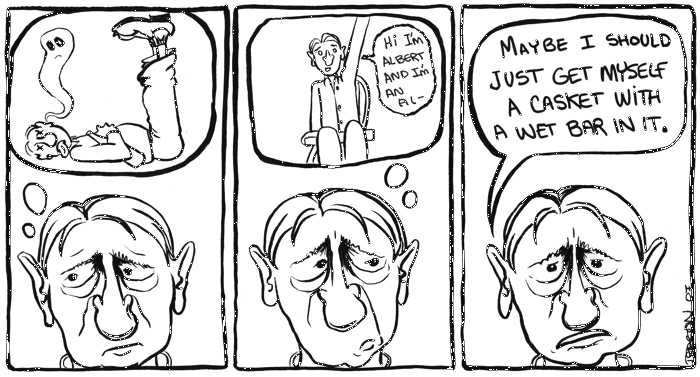 Hi I'm
ALBERT
AND I'm
AN
AL-
MAYBE I SHOULD
JUST GET MYSELF
A CASKET WITH
A WET BAR IN IT.